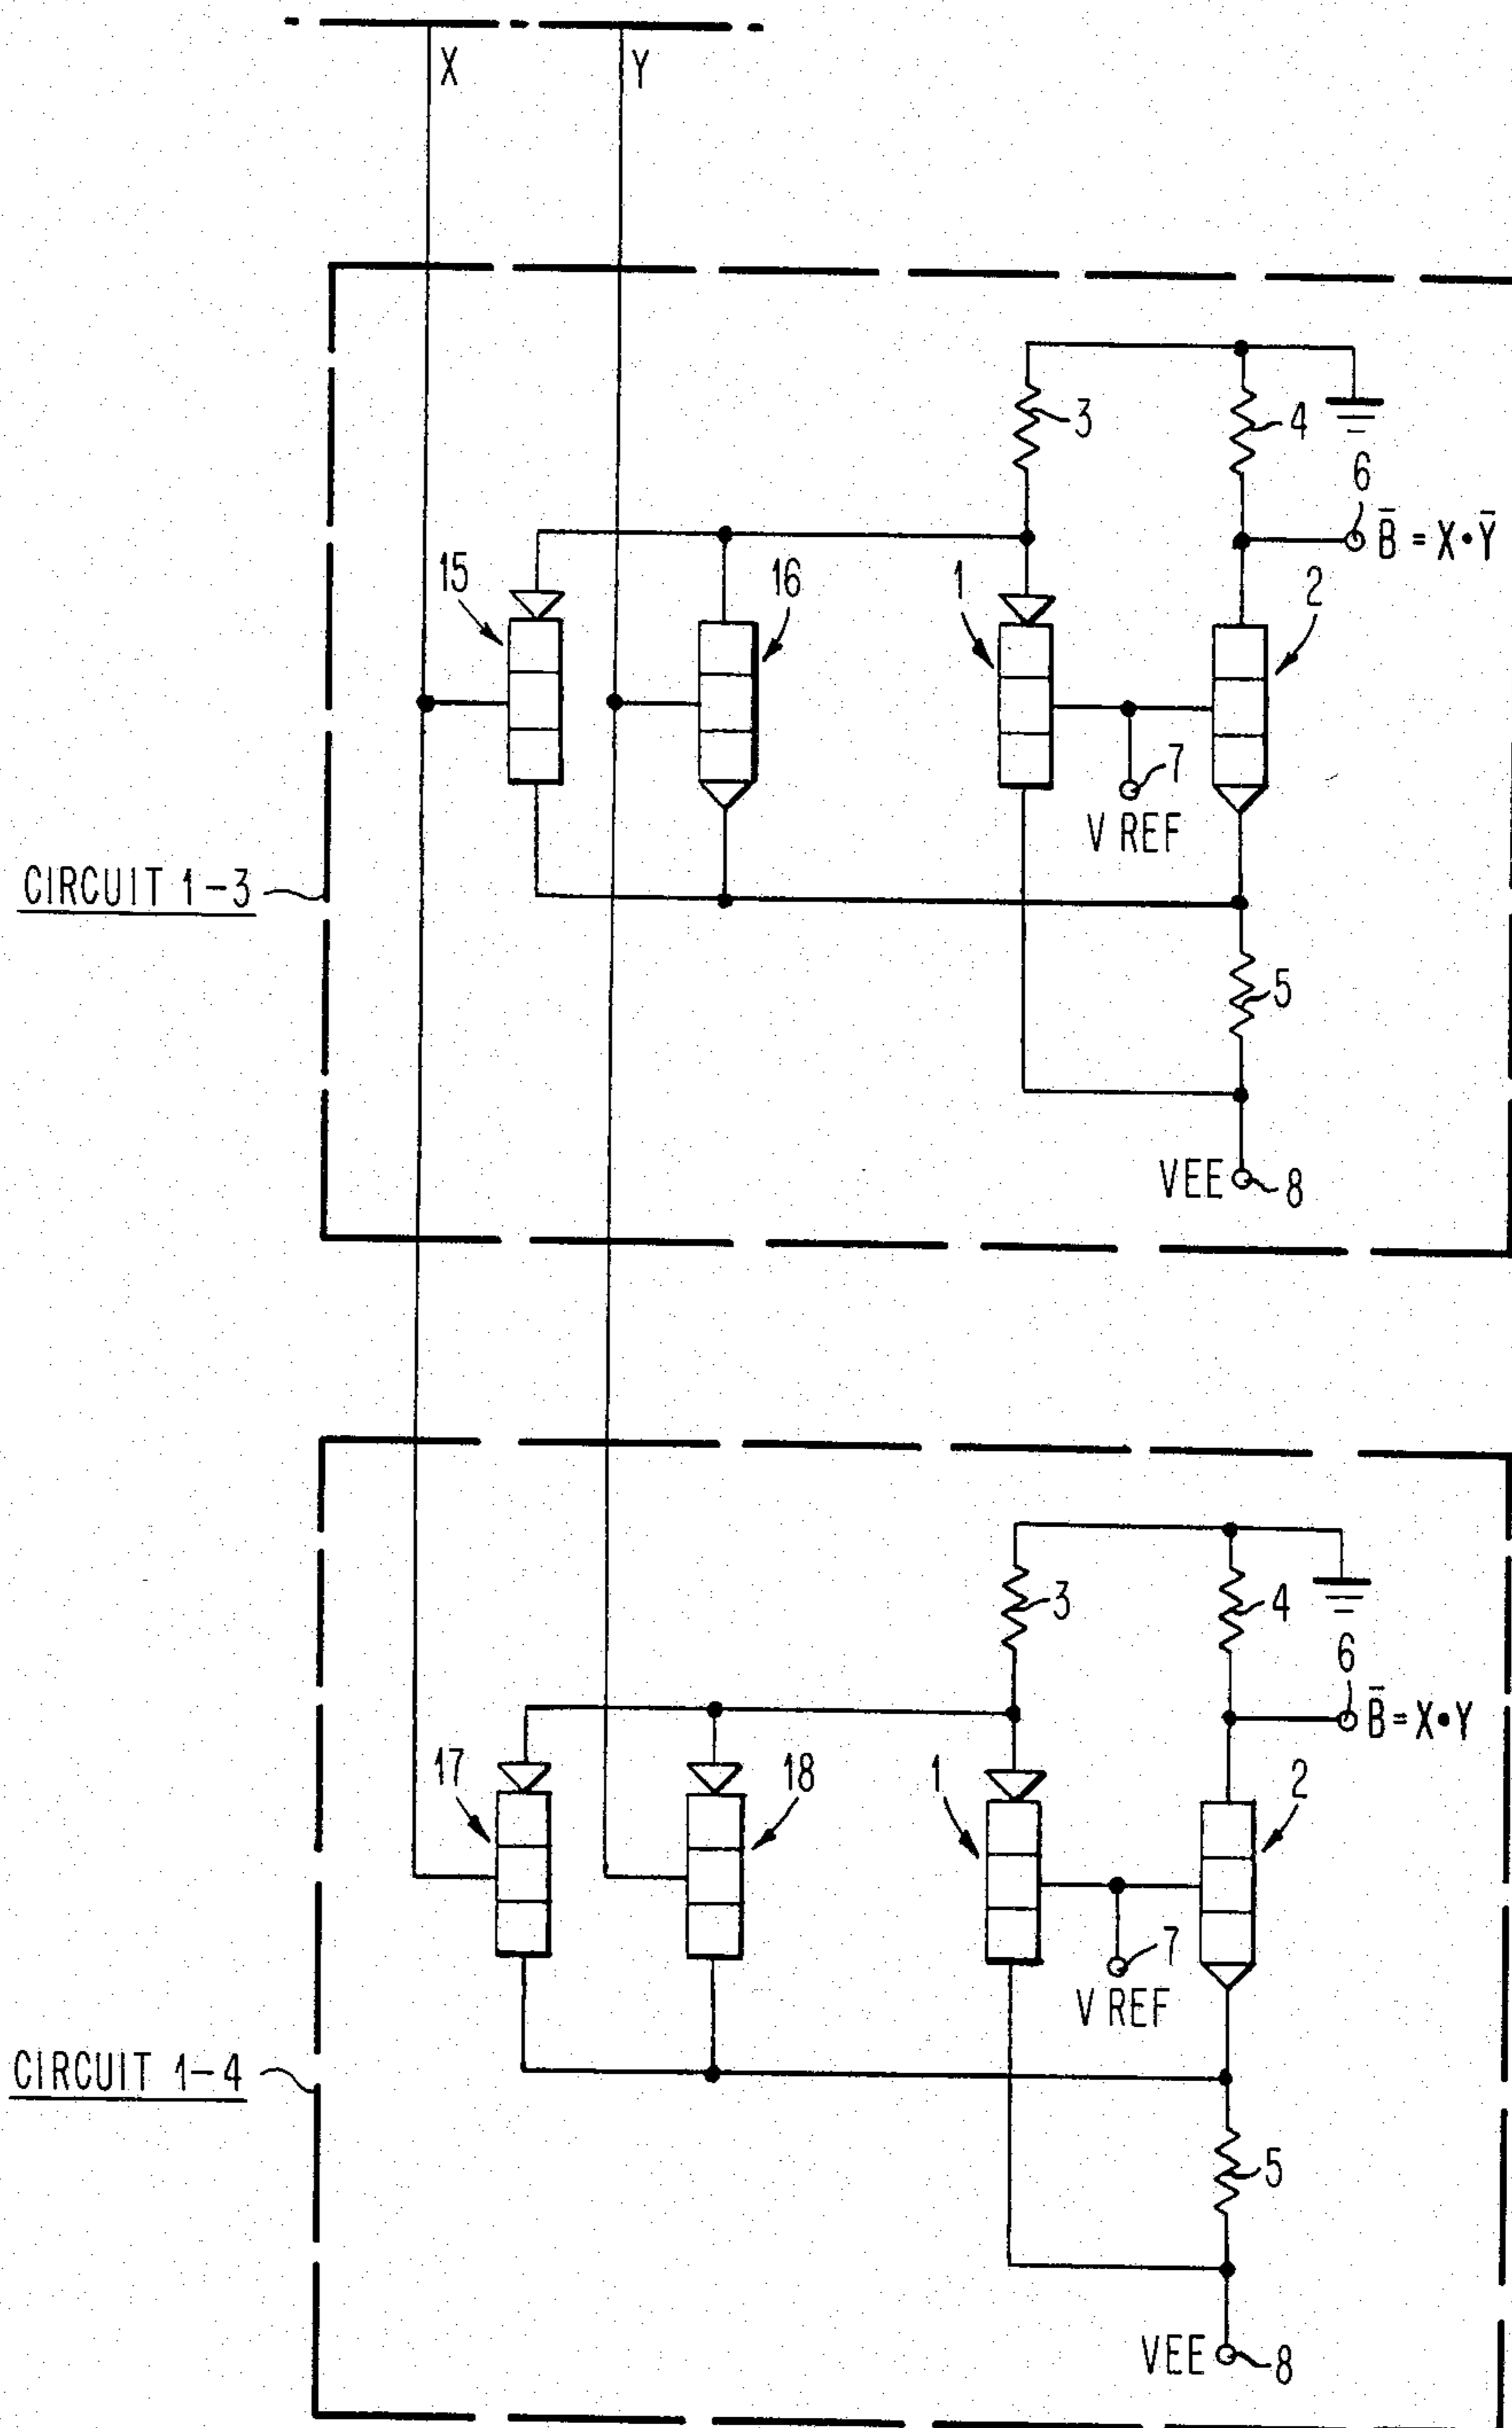 X Y
3
4
6
B̄ = X•Ȳ
15
16
1
2
7
V REF
CIRCUIT 1-3
5
VEE
8
3
4
6
B̄ = X•Y
17
18
1
2
7
V REF
CIRCUIT 1-4
5
VEE
8